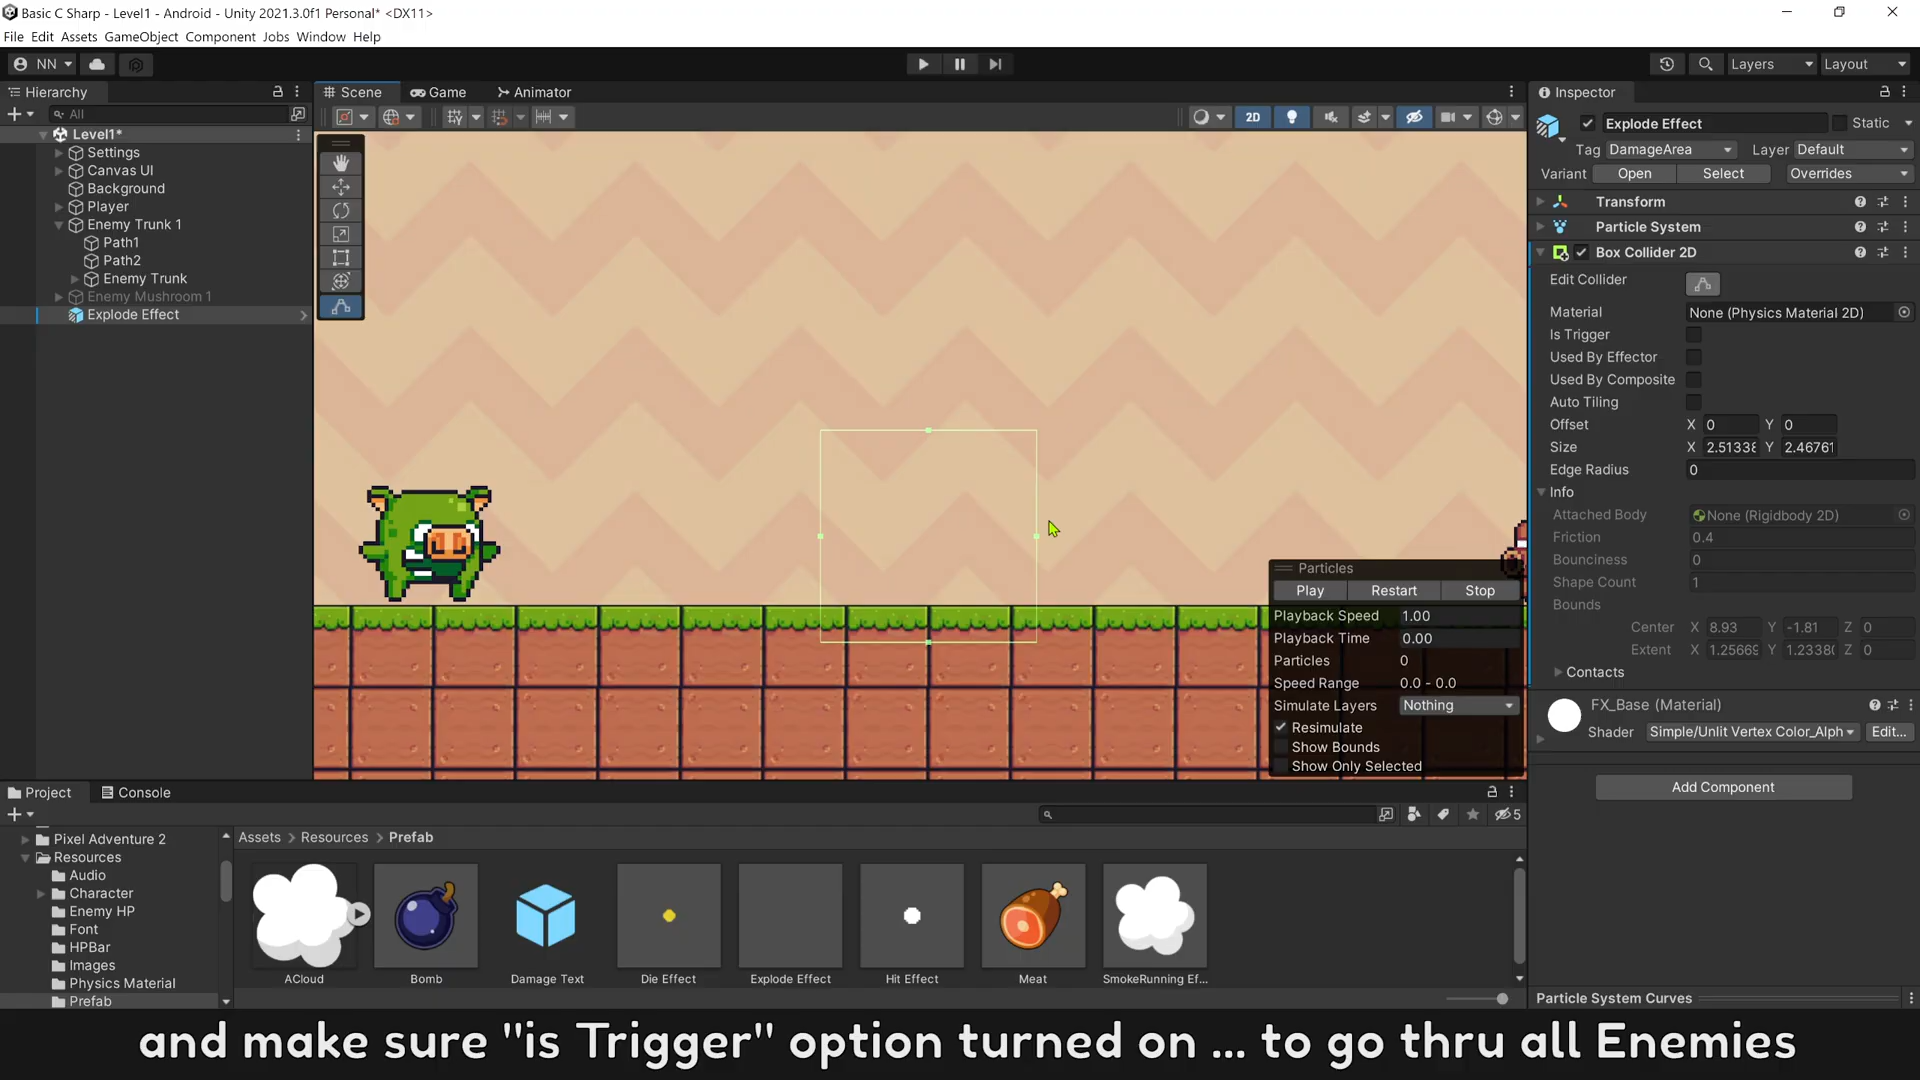 Basic C Sharp - Level1 - Android - Unity 2021.3.0f1 Personal* <DX11>
File Edit Assets GameObject Component Jobs Window Help
NN
Layers
Layout
Hierarchy
All
Level1*
Settings
Canvas UI
Background
Player
Enemy Trunk 1
Path1
Path2
Enemy Trunk
Enemy Mushroom 1
Explode Effect
Scene
Game
Animator
2D
Particles
Play Restart Stop
Playback Speed 1.00
Playback Time 0.00
Particles 0
Speed Range 0.0 - 0.0
Simulate Layers Nothing
Resimulate
Show Bounds
Show Only Selected
Inspector
Explode Effect Static
Tag DamageArea Layer Default
Variant Open Select Overrides
Transform
Particle System
Box Collider 2D
Edit Collider
Material None (Physics Material 2D)
Is Trigger
Used By Effector
Used By Composite
Auto Tiling
Offset X 0 Y 0
Size X 2.51338 Y 2.46761
Edge Radius 0
Info
Attached Body None (Rigidbody 2D)
Friction 0.4
Bounciness 0
Shape Count 1
Bounds
Center X 8.93 Y -1.81 Z 0
Extent X 1.25669 Y 1.23380 Z 0
Contacts
FX_Base (Material)
Shader Simple/Unlit Vertex Color_Alph Edit...
Add Component
Particle System Curves
Project
Console
5
Pixel Adventure 2
Resources
Audio
Character
Enemy HP
Font
HPBar
Images
Physics Material
Prefab
Assets > Resources > Prefab
ACloud
Bomb
Damage Text
Die Effect
Explode Effect
Hit Effect
Meat
SmokeRunning Ef...
and make sure "is Trigger" option turned on ... to go thru all Enemies